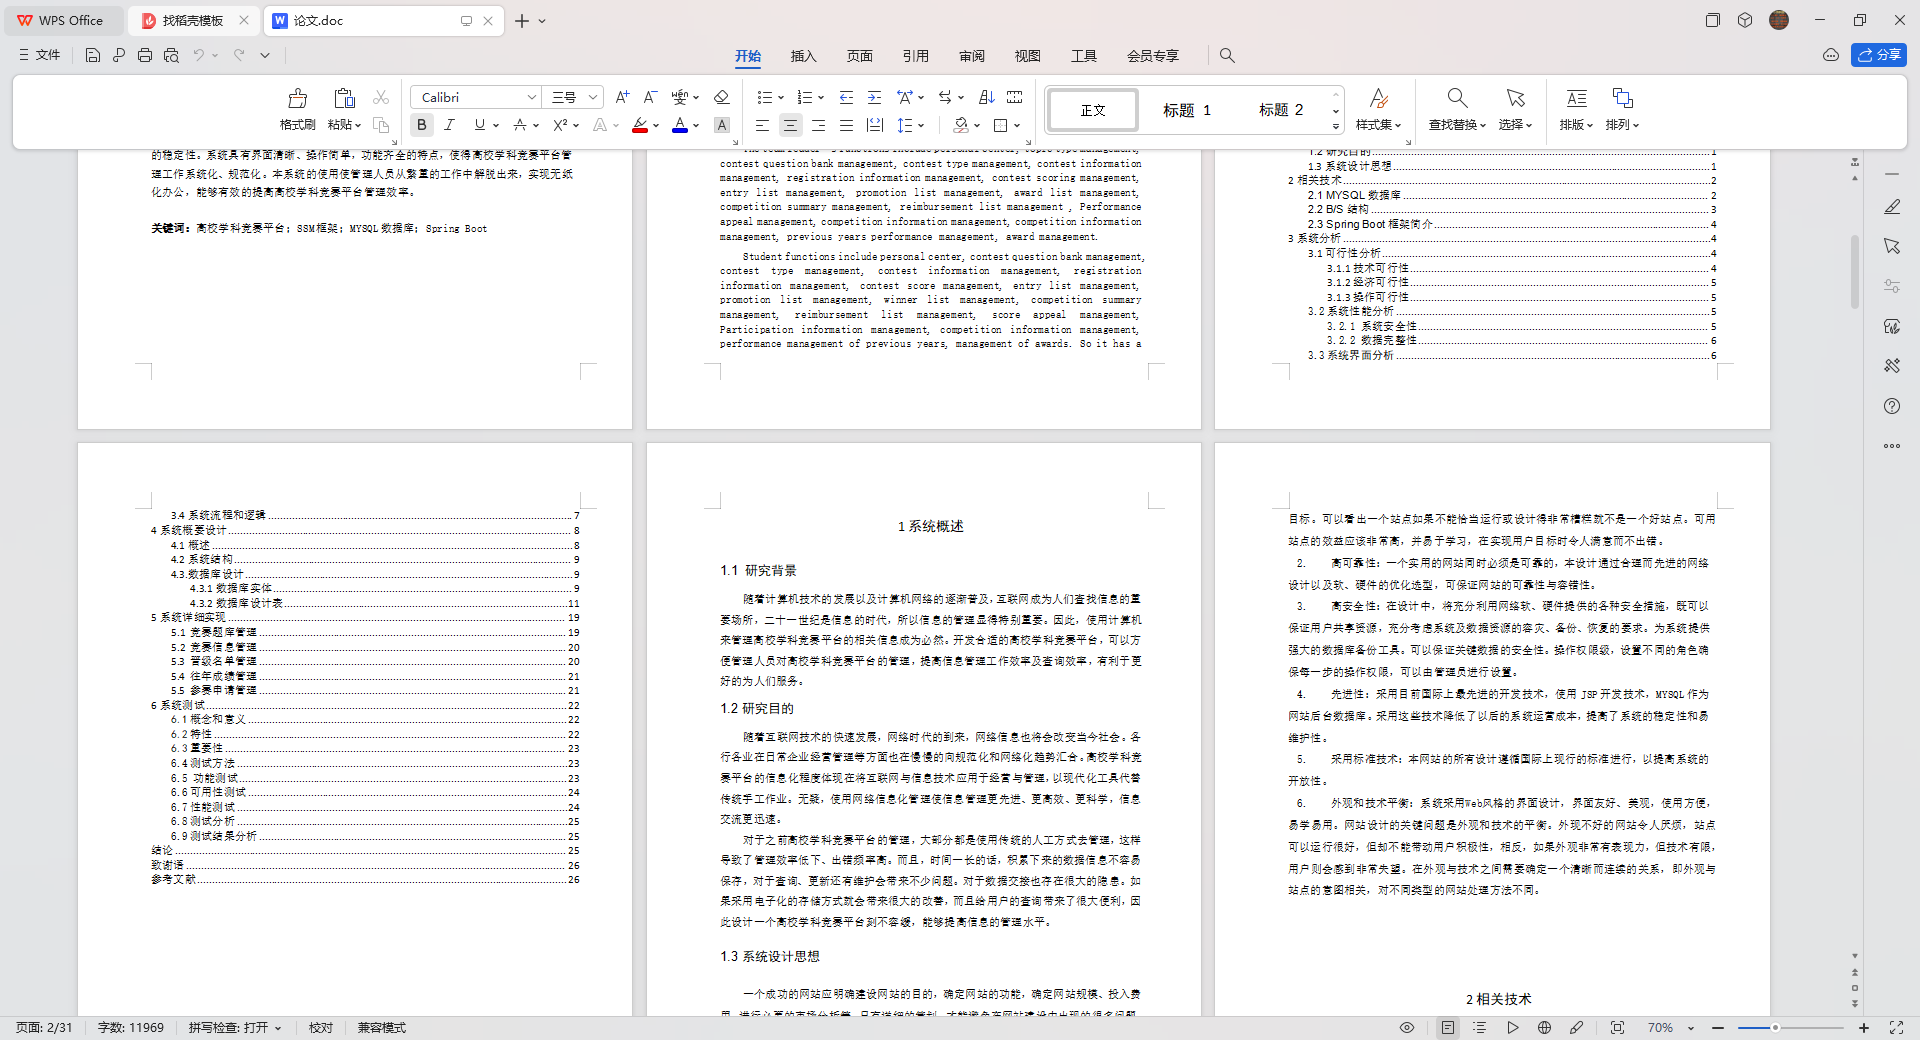 WPS Office
找稻壳模板
论文.doc
文件
开始
插入
页面
引用
审阅
视图
工具
会员专享
分享
格式刷
粘贴
Calibri
三号
正文
标题 1
标题 2
样式集
查找替换
选择
排版
排列
的稳定性。系统具有界面清晰、操作简单，功能齐全的特点，使得高校学科竞赛平台管
理工作系统化、规范化。本系统的使用使管理人员从繁重的工作中解脱出来，实现无纸
化办公，能够有效的提高高校学科竞赛平台管理效率。
关键词：高校学科竞赛平台；SSM框架；MYSQL数据库；Spring Boot
contest question bank management, contest type management, contest information
management, registration information management, contest scoring management,
entry list management, promotion list management, award list management,
competition summary management, reimbursement list management , Performance
appeal management, competition information management, competition information
management, previous years performance management, award management.
Student functions include personal center, contest question bank management,
contest type management, contest information management, registration
information management, contest score management, entry list management,
promotion list management, winner list management, competition summary
management, reimbursement list management, score appeal management,
Participation information management, competition information management,
performance management of previous years, management of awards. So it has a
1.2 研究目的 1
1.3 系统设计思想 1
2 相关技术 2
2.1 MYSQL 数据库 2
2.2 B/S 结构 3
2.3 Spring Boot 框架简介 4
3 系统分析 4
3.1 可行性分析 4
3.1.1 技术可行性 4
3.1.2 经济可行性 5
3.1.3 操作可行性 5
3.2 系统性能分析 5
3.2.1 系统安全性 5
3.2.2 数据完整性 6
3.3 系统界面分析 6
3.4 系统流程和逻辑 7
4 系统概要设计 8
4.1 概述 8
4.2 系统结构 9
4.3.数据库设计 9
4.3.1 数据库实体 9
4.3.2 数据库设计表 11
5 系统详细实现 19
5.1 竞赛题库管理 19
5.2 竞赛信息管理 20
5.3 晋级名单管理 20
5.4 往年成绩管理 21
5.5 参赛申请管理 21
6 系统测试 22
6.1 概念和意义 22
6.2 特性 22
6.3 重要性 23
6.4 测试方法 23
6.5 功能测试 23
6.6 可用性测试 24
6.7 性能测试 24
6.8 测试分析 25
6.9 测试结果分析 25
结论 25
致谢语 26
参考文献 26
1 系统概述
1.1 研究背景
随着计算机技术的发展以及计算机网络的逐渐普及，互联网成为人们查找信息的重
要场所，二十一世纪是信息的时代，所以信息的管理显得特别重要。因此，使用计算机
来管理高校学科竞赛平台的相关信息成为必然。开发合适的高校学科竞赛平台，可以方
便管理人员对高校学科竞赛平台的管理，提高信息管理工作效率及查询效率，有利于更
好的为人们服务。
1.2 研究目的
随着互联网技术的快速发展，网络时代的到来，网络信息也将会改变当今社会。各
行各业在日常企业经营管理等方面也在慢慢的向规范化和网络化趋势汇合。高校学科竞
赛平台的信息化程度体现在将互联网与信息技术应用于经营与管理，以现代化工具代替
传统手工作业。无疑，使用网络信息化管理使信息管理更先进、更高效、更科学，信息
交流更迅速。
对于之前高校学科竞赛平台的管理，大部分都是使用传统的人工方式去管理，这样
导致了管理效率低下、出错频率高。而且，时间一长的话，积累下来的数据信息不容易
保存，对于查询、更新还有维护会带来不少问题。对于数据交接也存在很大的隐患。如
果采用电子化的存储方式就会带来很大的改善，而且给用户的查询带来了很大便利，因
此设计一个高校学科竞赛平台刻不容缓，能够提高信息的管理水平。
1.3 系统设计思想
一个成功的网站应明确建设网站的目的，确定网站的功能，确定网站规模、投入费
目标。可以看出一个站点如果不能恰当运行或设计得非常糟糕就不是一个好站点。可用
站点的效益应该非常高，并易于学习，在实现用户目标时令人满意而不出错。
2. 高可靠性：一个实用的网站同时必须是可靠的，本设计通过合理而先进的网络
设计以及软、硬件的优化选型，可保证网站的可靠性与容错性。
3. 高安全性：在设计中，将充分利用网络软、硬件提供的各种安全措施，既可以
保证用户共享资源，充分考虑系统及数据资源的容灾、备份、恢复的要求。为系统提供
强大的数据库备份工具。可以保证关键数据的安全性。操作权限级，设置不同的角色确
保每一步的操作权限，可以由管理员进行设置。
4. 先进性：采用目前国际上最先进的开发技术，使用 JSP 开发技术，MYSQL 作为
网站后台数据库。采用这些技术降低了以后的系统运营成本，提高了系统的稳定性和易
维护性。
5. 采用标准技术：本网站的所有设计遵循国际上现行的标准进行，以提高系统的
开放性。
6. 外观和技术平衡：系统采用Web风格的界面设计，界面友好、美观，使用方便，
易学易用。网站设计的关键问题是外观和技术的平衡。外观不好的网站令人厌烦，站点
可以运行很好，但却不能带动用户积极性，相反，如果外观非常有表现力，但技术有限，
用户则会感到非常失望。在外观与技术之间需要确定一个清晰而连续的关系，即外观与
站点的意图相关，对不同类型的网站处理方法不同。
2 相关技术
页面: 2/31
字数: 11969
拼写检查: 打开
校对
兼容模式
70%